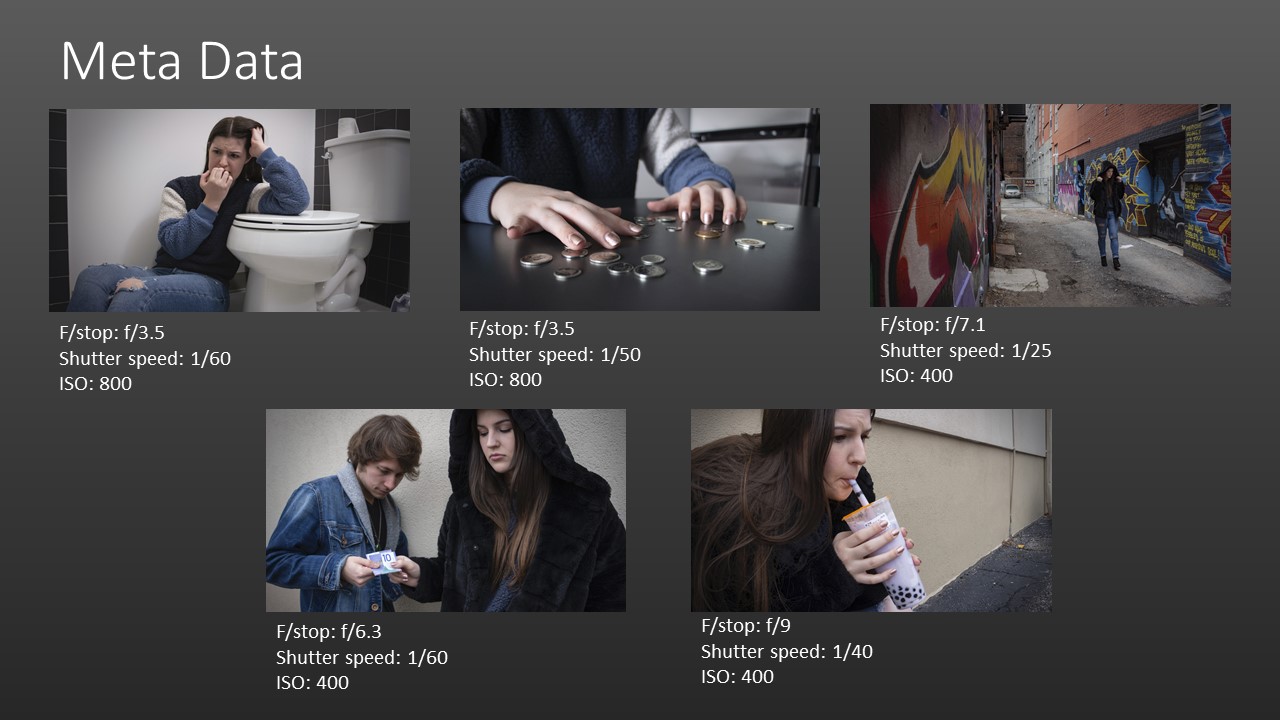 Meta Data
F/stop: f/3.5
Shutter speed: 1/60
ISO: 800
F/stop: f/3.5
Shutter speed: 1/50
ISO: 800
F/stop: f/7.1
Shutter speed: 1/25
ISO: 400
10
F/stop: f/6.3
Shutter speed: 1/60
ISO: 400
F/stop: f/9
Shutter speed: 1/40
ISO: 400